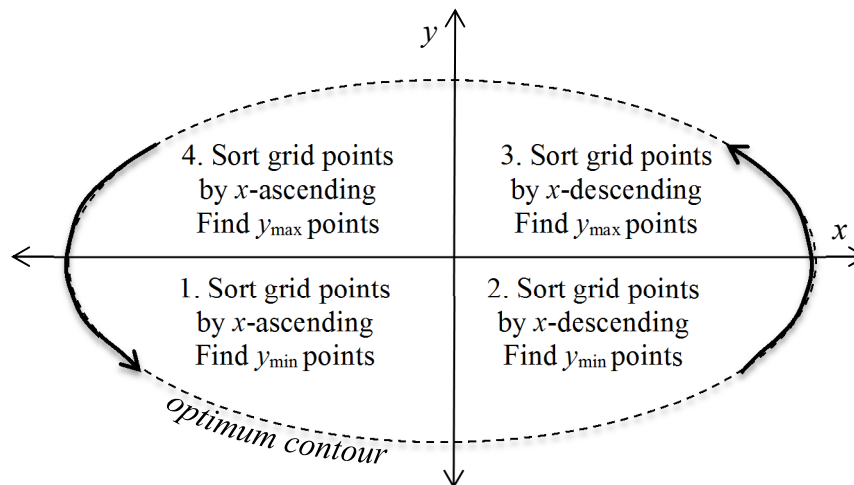 y
4. Sort grid points
by x-ascending
Find ymax points
3. Sort grid points
by x-descending
Find ymax points
x
1. Sort grid points
by x-ascending
Find ymin points
2. Sort grid points
by x-descending
Find ymin points
optimum contour